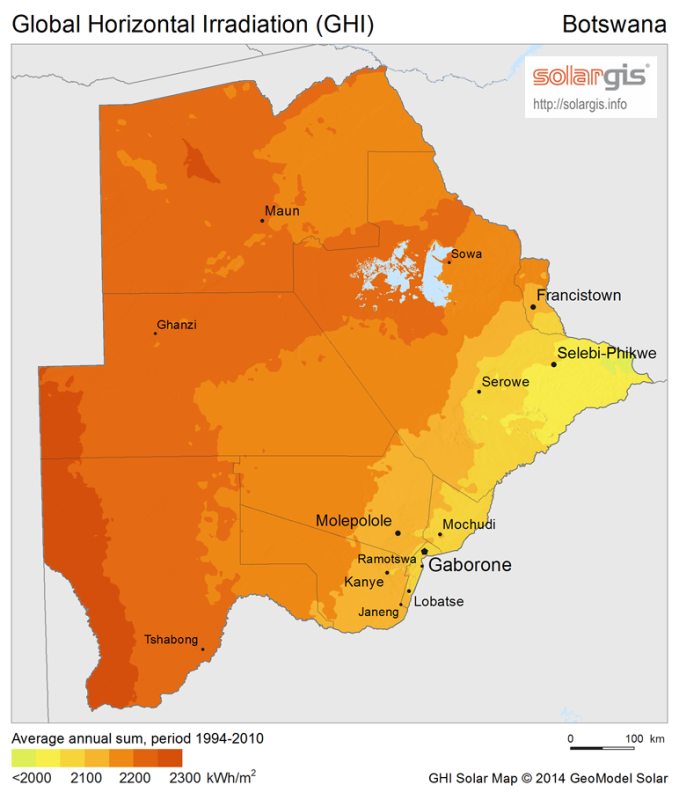 Global Horizontal Irradiation (GHI) Botswana
solargis
http://solargis.info
Maun
Sowa
Francistown
Ghanzi
Selebi-Phikwe
Serowe
Molepolole
Mochudi
Ramotswa
Gaborone
Kanye
Janeng
Lobatse
Tshabong
Average annual sum, period 1994-2010
0 100 km
<2000 2100 2200 2300 kWh/m²
GHI Solar Map © 2014 GeoModel Solar